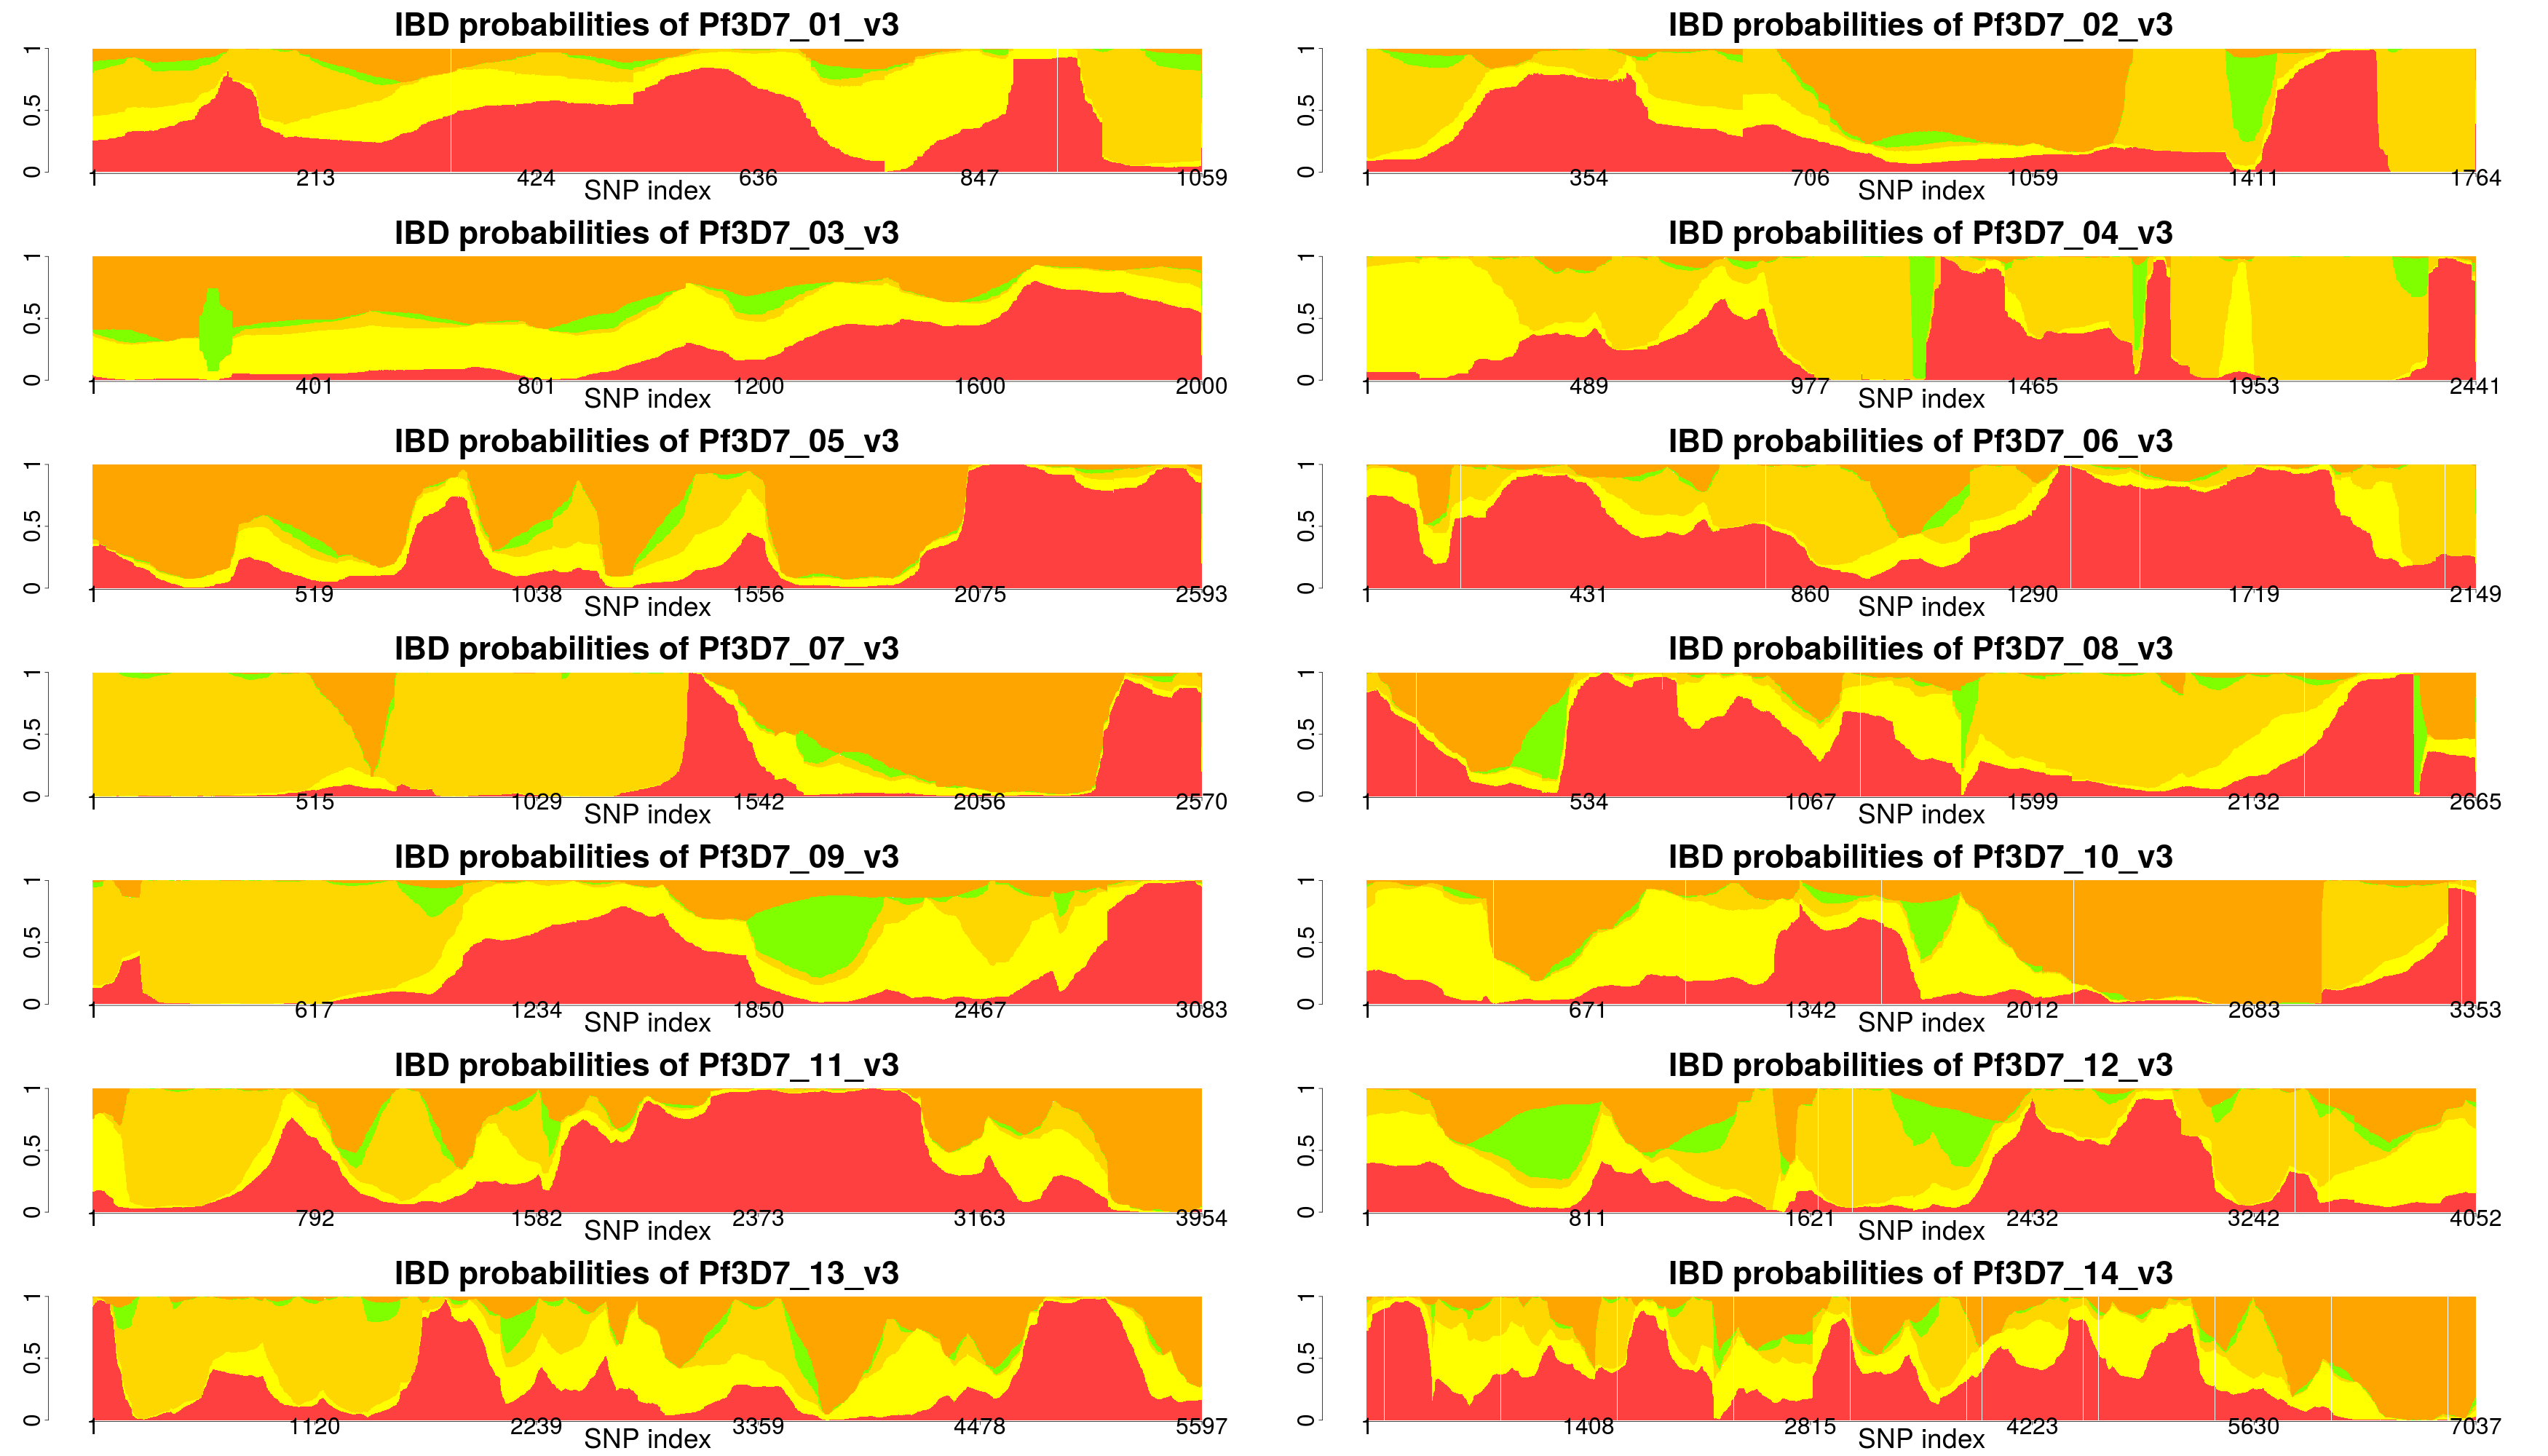 IBD probabilities of Pf3D7_01_v3
0 0.5 1
1 213 424 636 847 1059
SNP index
IBD probabilities of Pf3D7_02_v3
0 0.5 1
1 354 706 1059 1411 1764
SNP index
IBD probabilities of Pf3D7_03_v3
0 0.5 1
1 401 801 1200 1600 2000
SNP index
IBD probabilities of Pf3D7_04_v3
0 0.5 1
1 489 977 1465 1953 2441
SNP index
IBD probabilities of Pf3D7_05_v3
0 0.5 1
1 519 1038 1556 2075 2593
SNP index
IBD probabilities of Pf3D7_06_v3
0 0.5 1
1 431 860 1290 1719 2149
SNP index
IBD probabilities of Pf3D7_07_v3
0 0.5 1
1 515 1029 1542 2056 2570
SNP index
IBD probabilities of Pf3D7_08_v3
0 0.5 1
1 534 1067 1599 2132 2665
SNP index
IBD probabilities of Pf3D7_09_v3
0 0.5 1
1 617 1234 1850 2467 3083
SNP index
IBD probabilities of Pf3D7_10_v3
0 0.5 1
1 671 1342 2012 2683 3353
SNP index
IBD probabilities of Pf3D7_11_v3
0 0.5 1
1 792 1582 2373 3163 3954
SNP index
IBD probabilities of Pf3D7_12_v3
0 0.5 1
1 811 1621 2432 3242 4052
SNP index
IBD probabilities of Pf3D7_13_v3
0 0.5 1
1 1120 2239 3359 4478 5597
SNP index
IBD probabilities of Pf3D7_14_v3
0 0.5 1
1 1408 2815 4223 5630 7037
SNP index